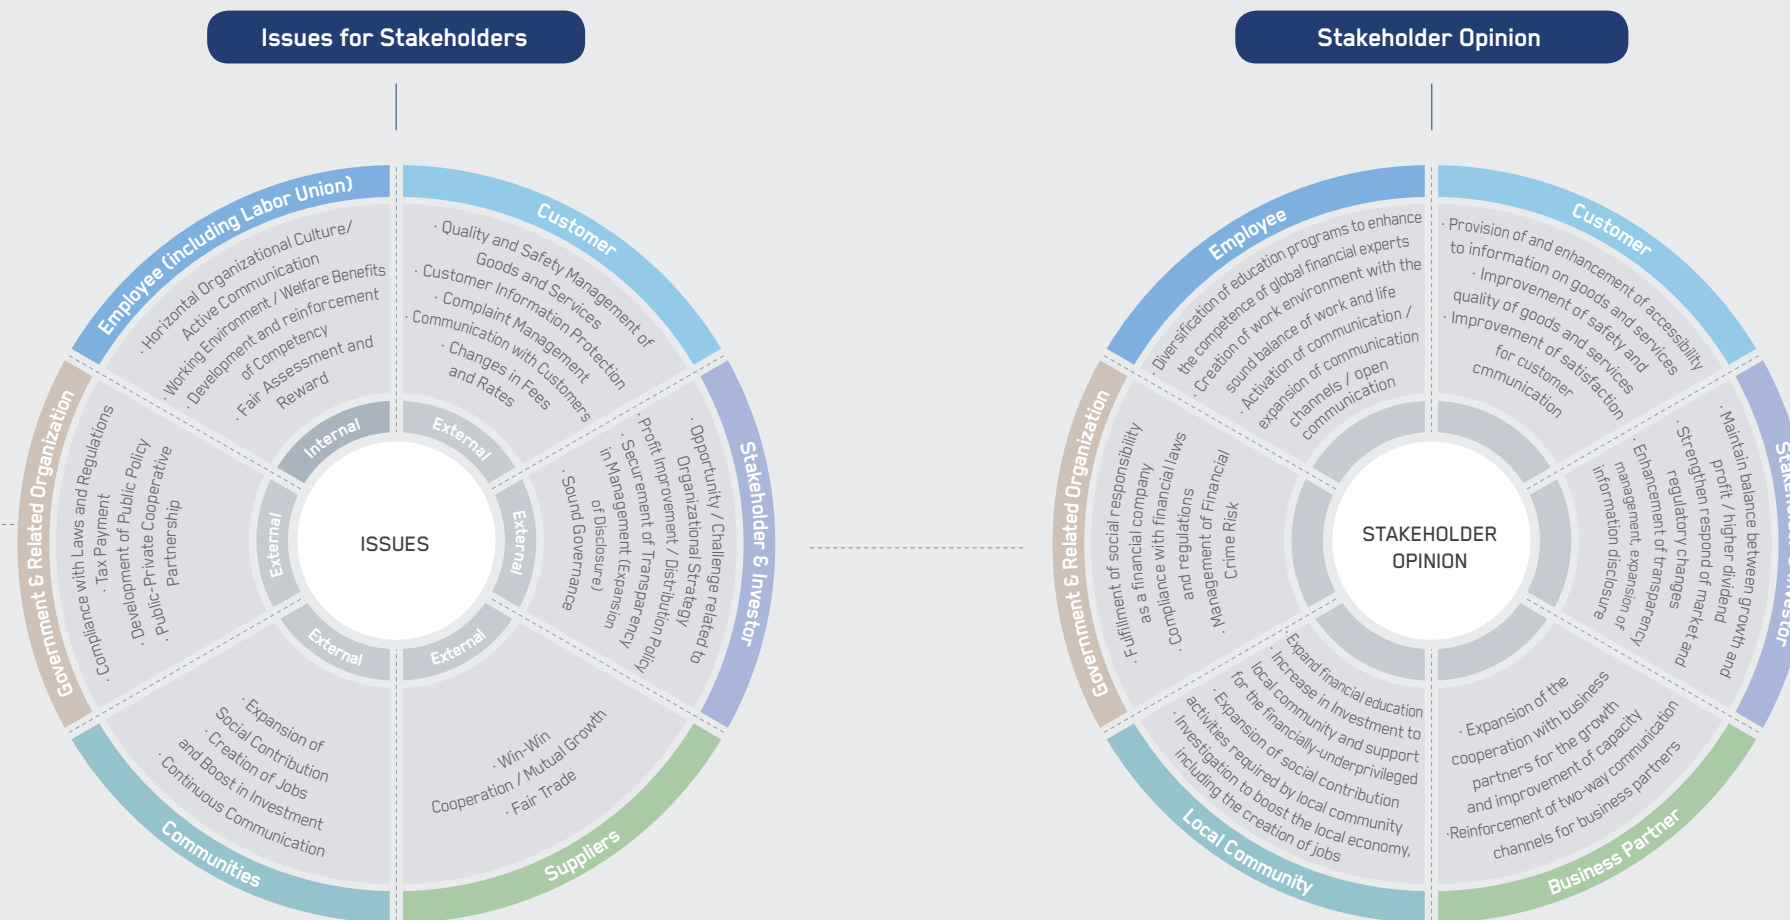 Issues for Stakeholders
Employee (including Labor Union)
· Horizontal Organizational Culture/
Active Communication
· Working Environment / Welfare Benefits
· Development and reinforcement
of Competency
· Fair Assessment and
Reward
Internal
Customer
· Quality and Safety Management of
Goods and Services
· Customer Information Protection
· Complaint Management
· Communication with Customers
· Changes in Fees
and Rates
External
Stakeholder & Investor
· Opportunity / Challenge related to
Organizational Strategy
· Profit Improvement / Distribution Policy
· Securement of Transparency
in Management (Expansion
of Disclosure)
· Sound Governance
External
Suppliers
· Win-Win
Cooperation / Mutual Growth
· Fair Trade
External
Communities
· Expansion of
Social Contribution
· Creation of Jobs
and Boost in Investment
· Continuous Communication
External
Government & Related Organization
· Compliance with Laws and Regulations
· Tax Payment
· Development of Public Policy
· Public-Private Cooperative
Partnership
External
ISSUES
Stakeholder Opinion
Employee
· Diversification of education programs to enhance
the competence of global financial experts
· Creation of work environment with the
sound balance of work and life
· Activation of communication /
expansion of communication
channels / open
communication
Customer
· Provision of and enhancement of accessibility
to information on goods and services
· Improvement of safety and
quality of goods and services
· Improvement of satisfaction
for customer
cmmunication
· Maintain balance between growth and
profit / higher dividend
· Strengthen respond of market and
regulatory changes
· Enhancement of transparency
management, expansion of
information disclosure
Business Partner
· Expansion of the
cooperation with business
partners for the growth
and improvement of capacity
·Reinforcement of two-way communication
channels for business partners
Local Community
· Expand financial education
· Increase in Investment to
local community and support
for the financially-underprivileged
· Expansion of social contribution
activities required by local community
· Investigation to boost the local economy,
including the creation of jobs
Government & Related Organization
· Fulfillment of social responsibility
as a financial company
· Compliance with financial laws
and regulations
· Management of Financial
Crime Risk
STAKEHOLDER
OPINION